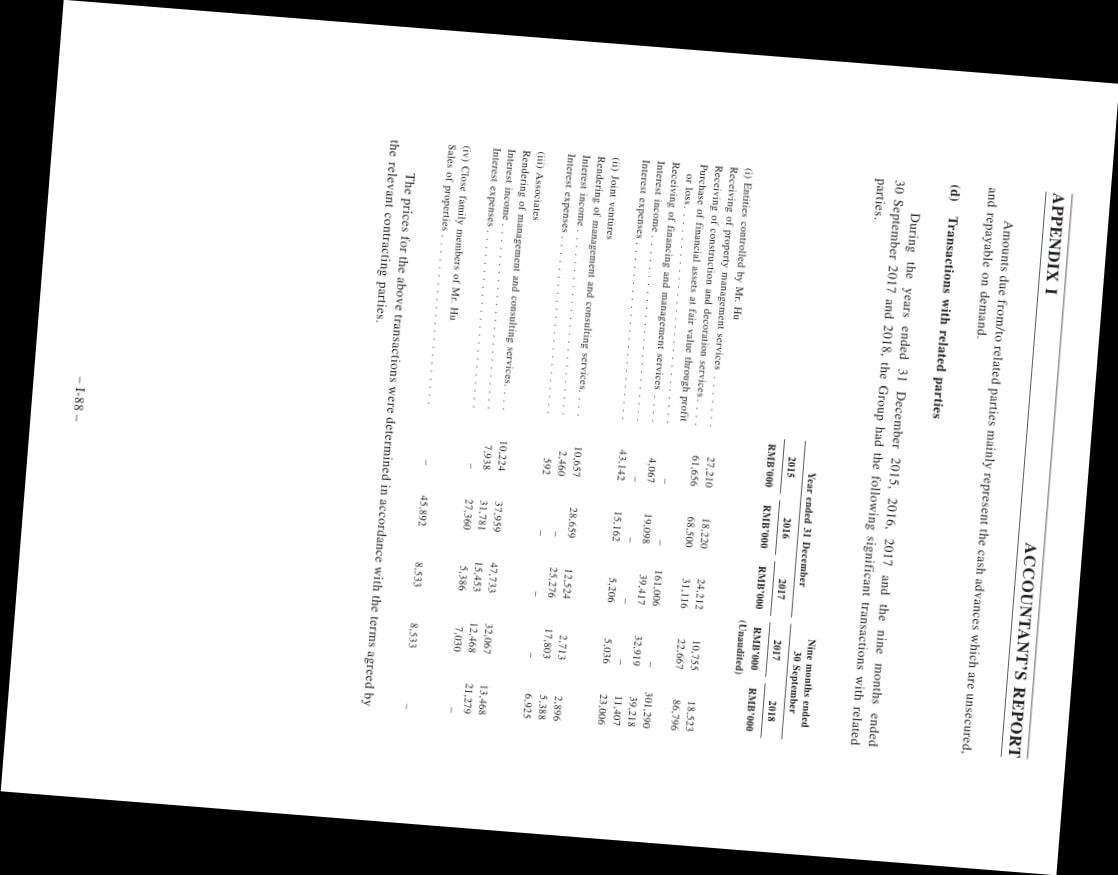 APPENDIX I ACCOUNTANT'S REPORT
Amounts due from/to related parties mainly represent the cash advances which are unsecured,
and repayable on demand.
(d) Transactions with related parties
During the years ended 31 December 2015, 2016, 2017 and the nine months ended
30 September 2017 and 2018, the Group had the following significant transactions with related
parties.
Year ended 31 December Nine months ended
30 September
2015 2016 2017 2017 2018
RMB'000 RMB'000 RMB'000 RMB'000 RMB'000
(Unaudited)
(i) Entities controlled by Mr. Hu
Receiving of property management services . . . . . . 27,210 18,220 24,212 10,755 18,523
Receiving of construction and decoration services. . . . 61,656 68,500 31,116 22,667 86,796
Purchase of financial assets at fair value through profit
or loss. . . . . . . . . . . . . . . . . . . . . . . – – 161,006 – 301,290
Receiving of financing and management services . . . . 4,067 19,098 39,417 32,919 39,218
Interest income . . . . . . . . . . . . . . . . . . . . – – – – 11,407
Interest expenses . . . . . . . . . . . . . . . . . . . 43,142 15,162 5,206 5,036 23,006
(ii) Joint ventures
Rendering of management and consulting services. . . . 10,657 28,659 12,524 2,713 2,896
Interest income . . . . . . . . . . . . . . . . . . . . 2,460 – 25,276 17,803 5,388
Interest expenses . . . . . . . . . . . . . . . . . . . 592 – – – 6,925
(iii) Associates
Rendering of management and consulting services. . . . 10,224 37,959 47,733 32,067 13,468
Interest income . . . . . . . . . . . . . . . . . . . . 7,938 31,781 15,453 12,468 21,279
Interest expenses . . . . . . . . . . . . . . . . . . . – 27,360 5,386 7,030 –
(iv) Close family members of Mr. Hu
Sales of properties . . . . . . . . . . . . . . . . . . – 45,892 8,533 8,533 –
The prices for the above transactions were determined in accordance with the terms agreed by
the relevant contracting parties.
– I-88 –